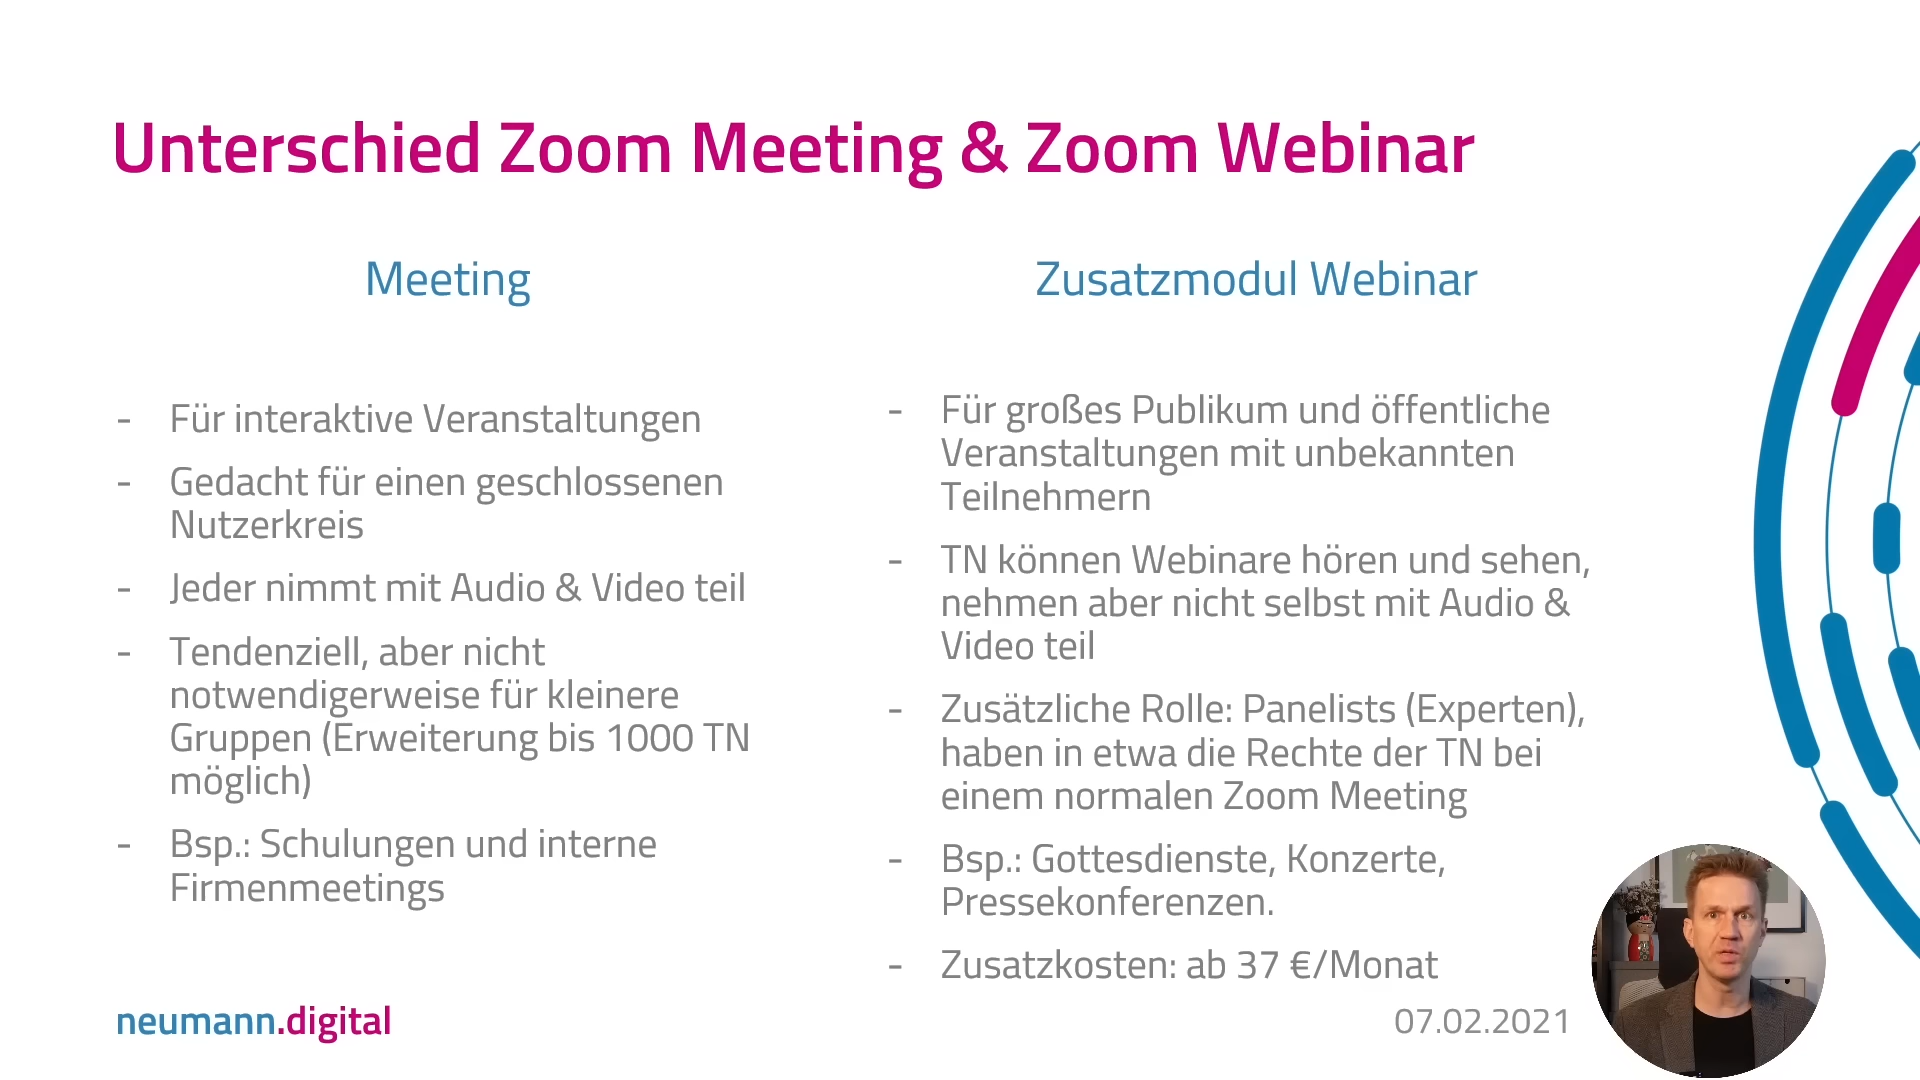 Unterschied Zoom Meeting & Zoom Webinar
Meeting
- Für interaktive Veranstaltungen
- Gedacht für einen geschlossenen
Nutzerkreis
- Jeder nimmt mit Audio & Video teil
- Tendenziell, aber nicht
notwendigerweise für kleinere
Gruppen (Erweiterung bis 1000 TN
möglich)
- Bsp.: Schulungen und interne
Firmenmeetings
Zusatzmodul Webinar
- Für großes Publikum und öffentliche
Veranstaltungen mit unbekannten
Teilnehmern
- TN können Webinare hören und sehen,
nehmen aber nicht selbst mit Audio &
Video teil
- Zusätzliche Rolle: Panelists (Experten),
haben in etwa die Rechte der TN bei
einem normalen Zoom Meeting
- Bsp.: Gottesdienste, Konzerte,
Pressekonferenzen.
- Zusatzkosten: ab 37 €/Monat
neumann.digital
07.02.2021